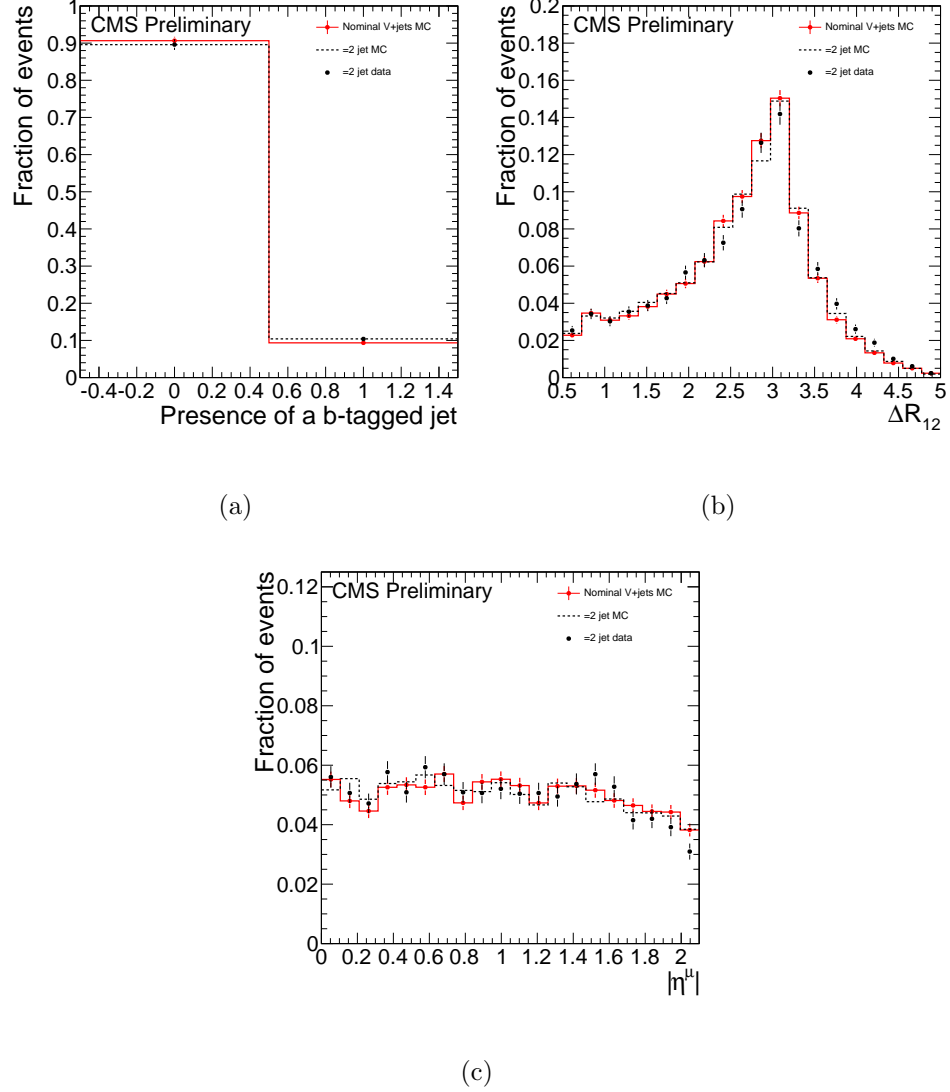 CMS Preliminary
Fraction of events
Nominal V+jets MC
=2 jet MC
=2 jet data
1
0.9
0.8
0.7
0.6
0.5
0.4
0.3
0.2
0.1
0
-0.4 -0.2 0 0.2 0.4 0.6 0.8 1 1.2 1.4
Presence of a b-tagged jet
(a)
CMS Preliminary
Fraction of events
Nominal V+jets MC
=2 jet MC
=2 jet data
0.2
0.18
0.16
0.14
0.12
0.1
0.08
0.06
0.04
0.02
0
0.5 1 1.5 2 2.5 3 3.5 4 4.5 5
ΔR12
(b)
CMS Preliminary
Fraction of events
Nominal V+jets MC
=2 jet MC
=2 jet data
0.12
0.1
0.08
0.06
0.04
0.02
0
0 0.2 0.4 0.6 0.8 1 1.2 1.4 1.6 1.8 2
|η^μ|
(c)